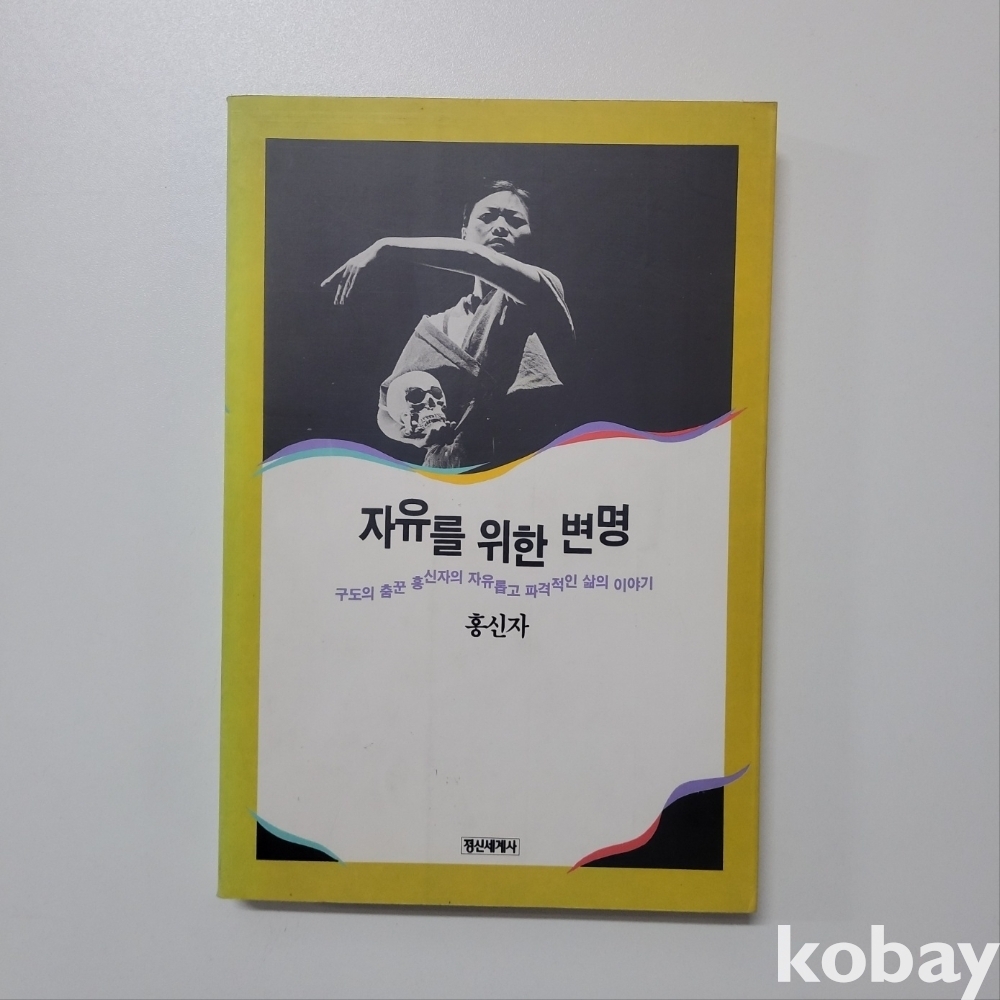 자유를 위한 변명
구도의 춤꾼 홍신자의 자유롭고 파격적인 삶의 이야기
홍신자
정신세계사
kobay